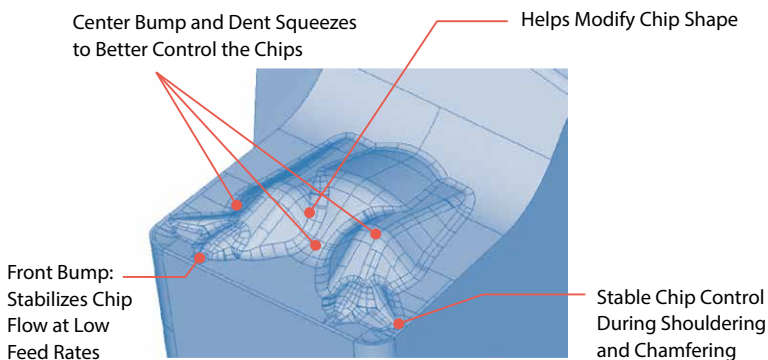 Center Bump and Dent Squeezes
to Better Control the Chips
Helps Modify Chip Shape
Front Bump:
Stabilizes Chip
Flow at Low
Feed Rates
Stable Chip Control
During Shouldering
and Chamfering